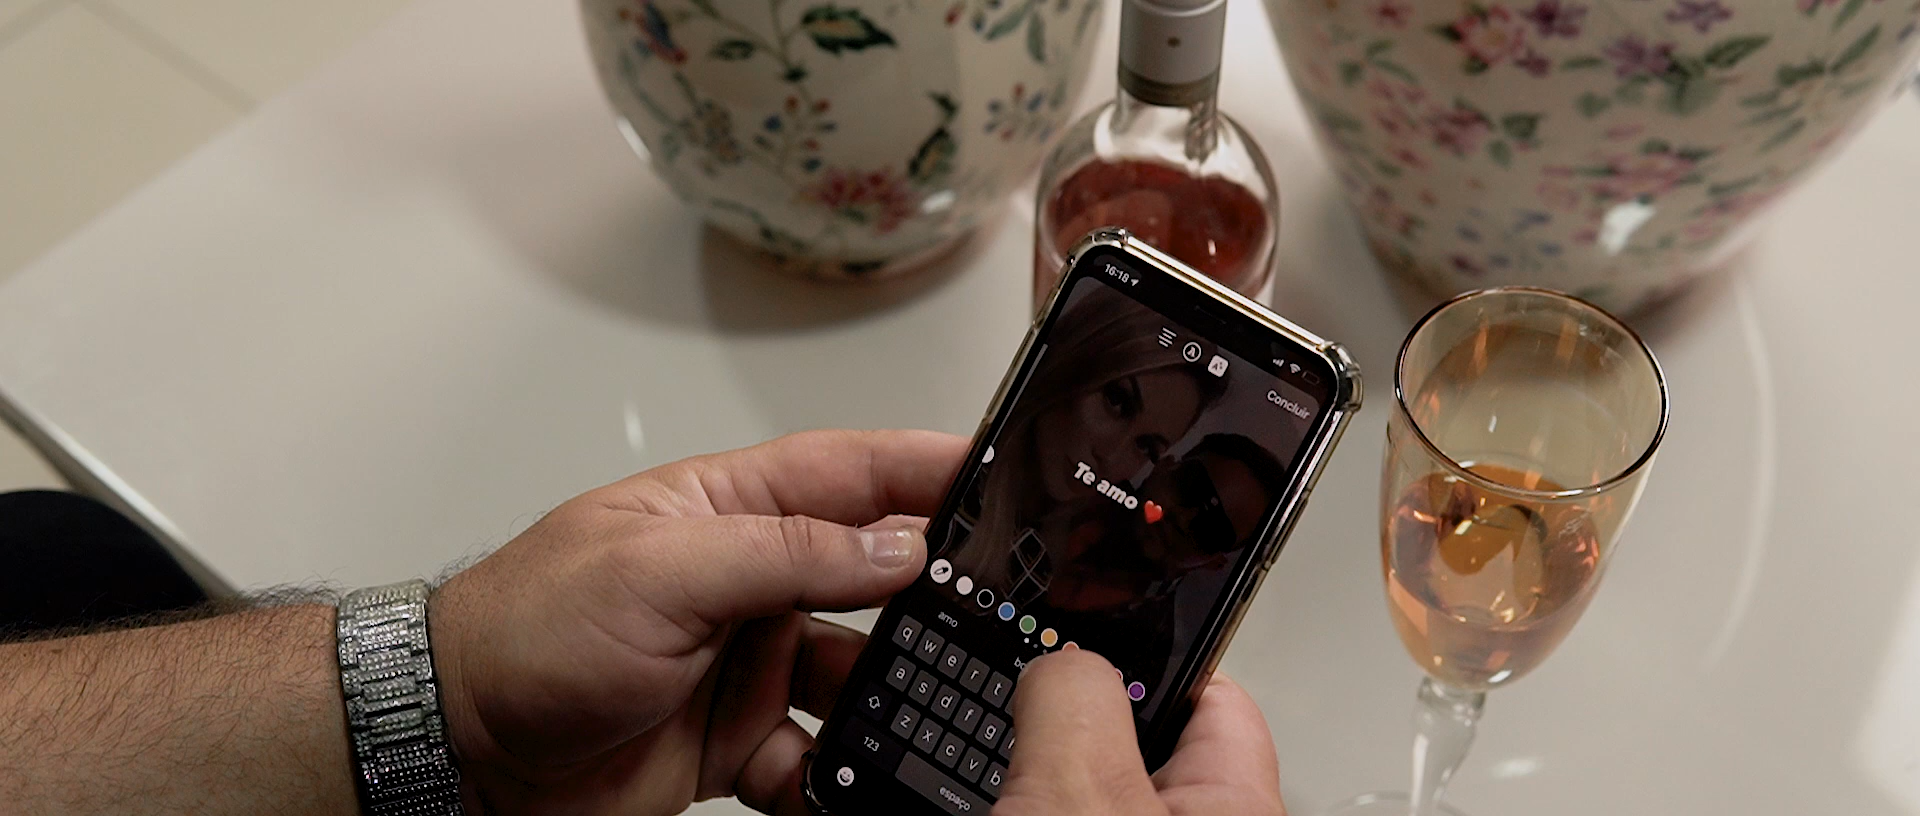 16:18
Concluir
Te amo ❤️
amo
q w e r t
a s d f g
z x c v b
123
espaço